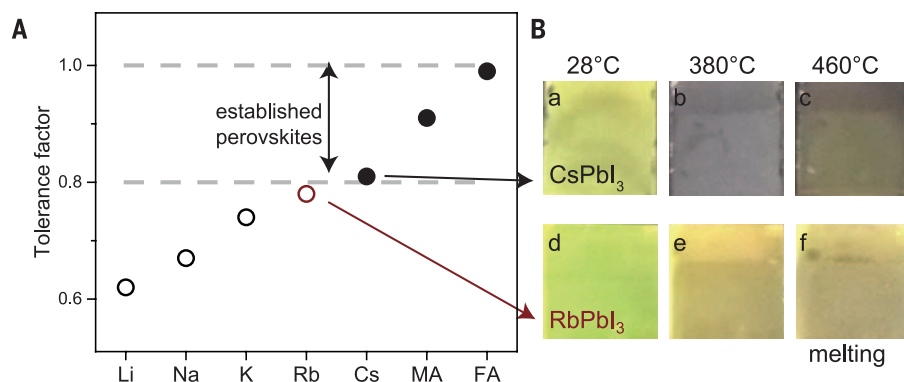 A
Tolerance factor
1.0
0.8
0.6
established
perovskites
Li Na K Rb Cs MA FA
B
28°C 380°C 460°C
a b c
CsPbI₃
d e f
RbPbI₃
melting